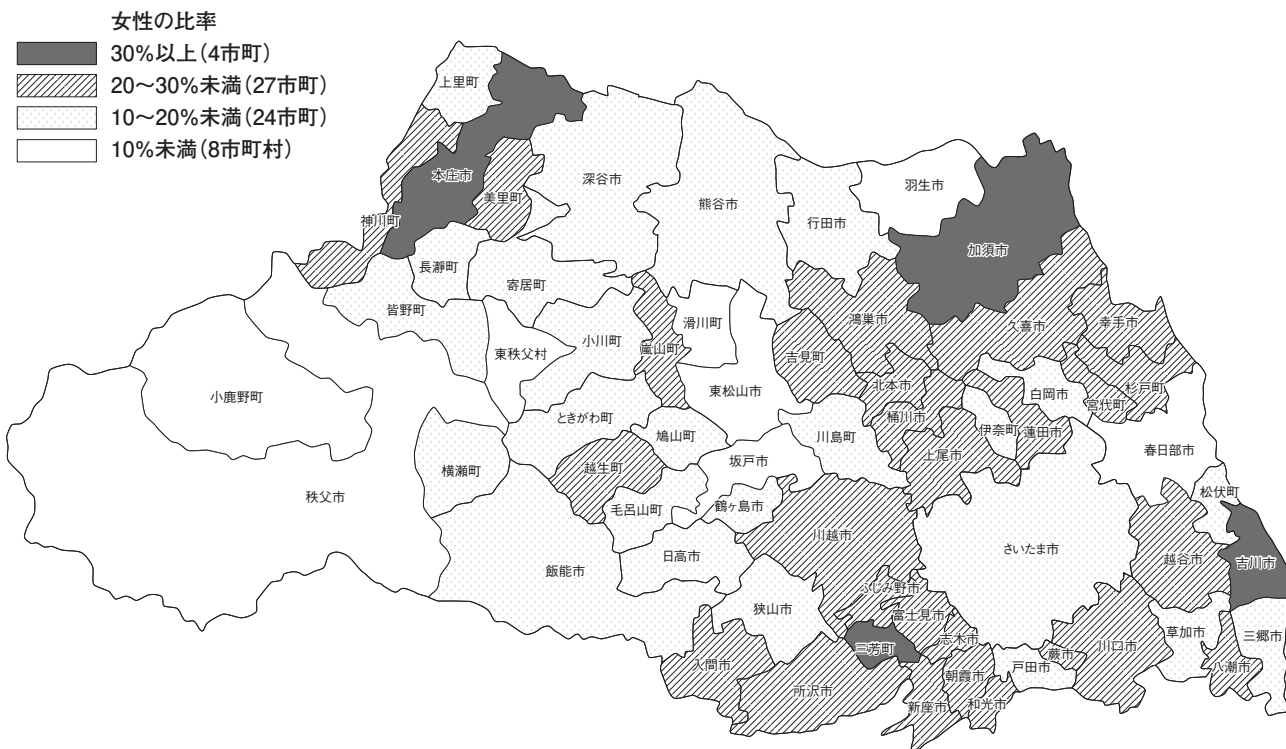 女性の比率
30%以上(4市町)
20～30%未満(27市町)
10～20%未満(24市町)
10%未満(8市町村)
上里町
本庄市
美里町
神川町
深谷市
熊谷市
行田市
羽生市
加須市
長瀞町
皆野町
寄居町
東秩父村
小川町
嵐山町
滑川町
吉見町
鴻巣市
久喜市
幸手市
小鹿野町
東松山市
北本市
桶川市
白岡市
宮代町
杉戸町
ときがわ町
鳩山町
川島町
上尾市
伊奈町
蓮田市
春日部市
横瀬町
秩父市
越生町
坂戸市
毛呂山町
鶴ヶ島市
松伏町
川越市
さいたま市
越谷市
吉川市
飯能市
日高市
狭山市
ふじみ野市
富士見市
三芳町
志木市
川口市
草加市
三郷市
入間市
所沢市
新座市
朝霞市
和光市
戸田市
蕨市
八潮市